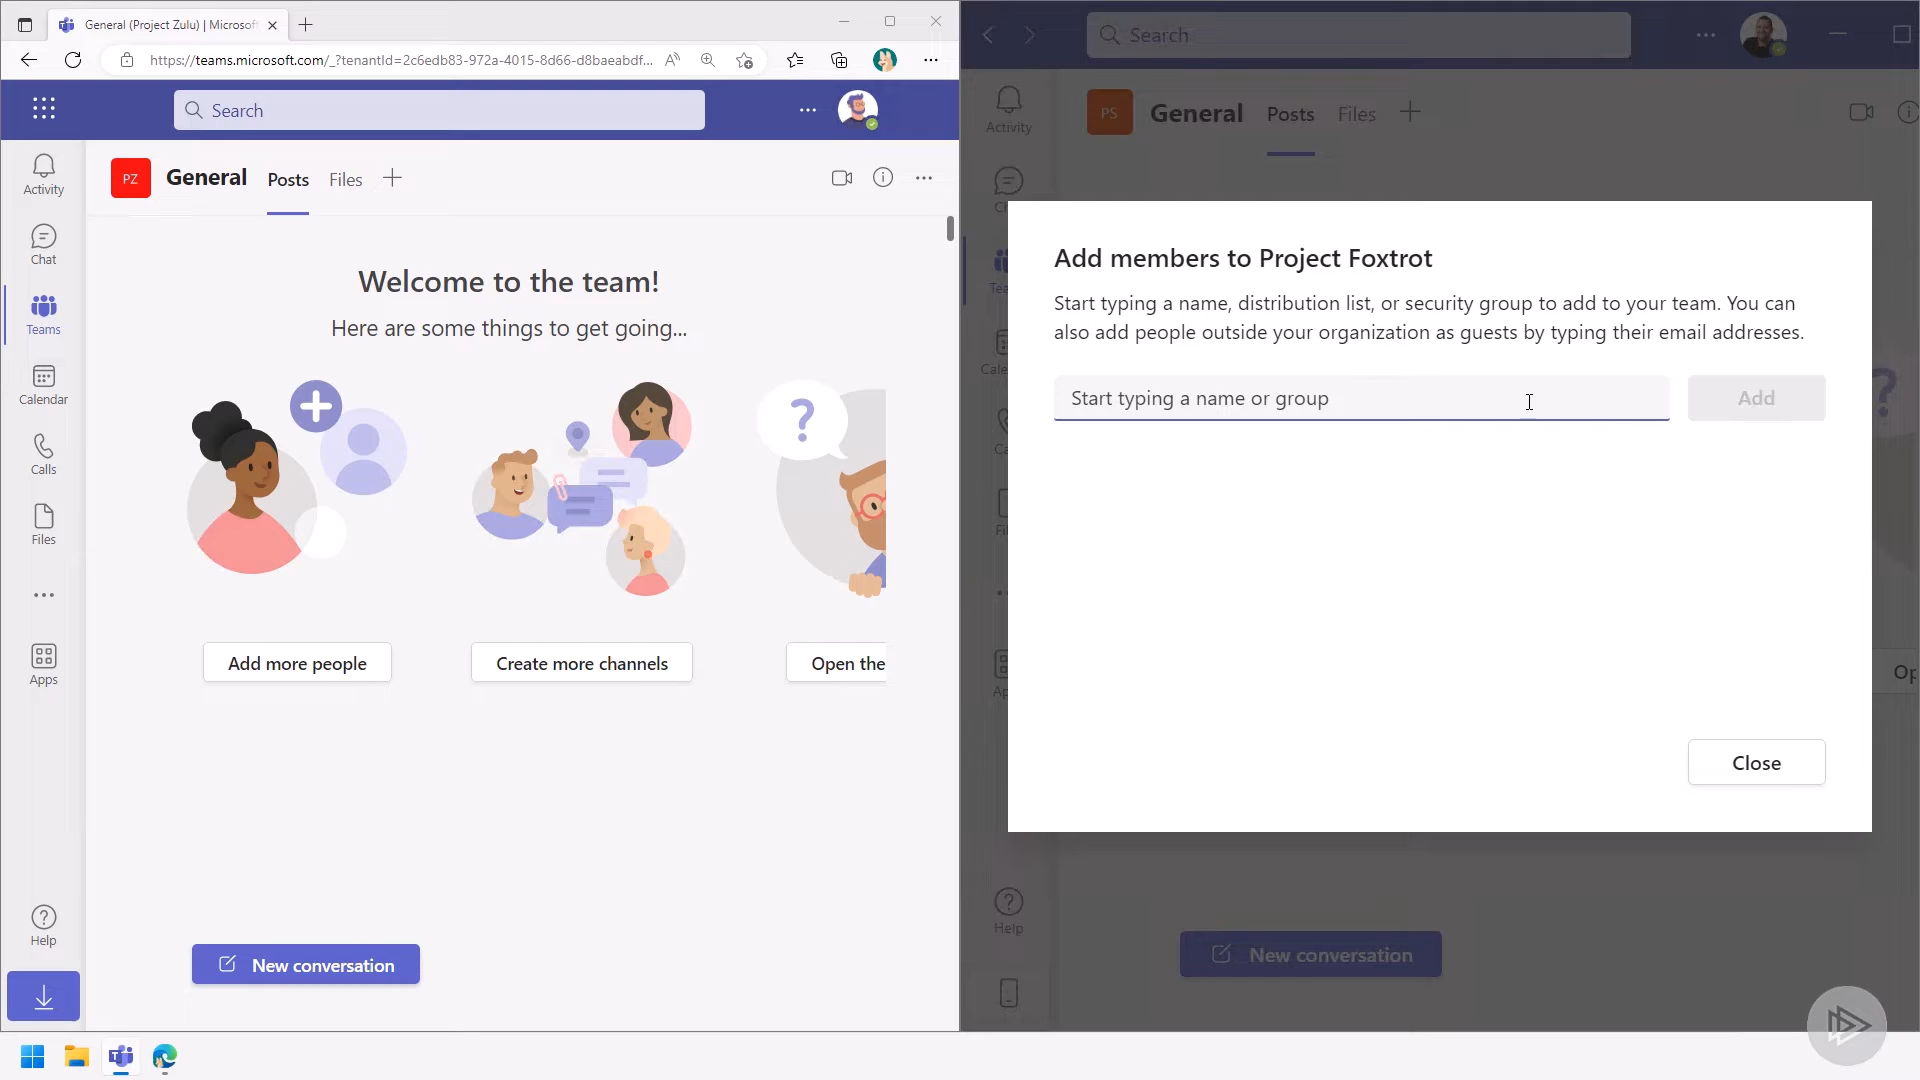 General (Project Zulu) | Microsoft
https://teams.microsoft.com/_?tenantId=2c6edb83-972a-4015-8d66-d8baeabdf...
Search
Activity
Chat
Teams
Calendar
Calls
Files
Apps
Help
PZ
General
Posts
Files
Welcome to the team!
Here are some things to get going...
Add more people
Create more channels
Open the
New conversation
Search
Activity
PS
General
Posts
Files
Add members to Project Foxtrot
Start typing a name, distribution list, or security group to add to your team. You can
also add people outside your organization as guests by typing their email addresses.
Start typing a name or group
Add
Close
Help
New conversation